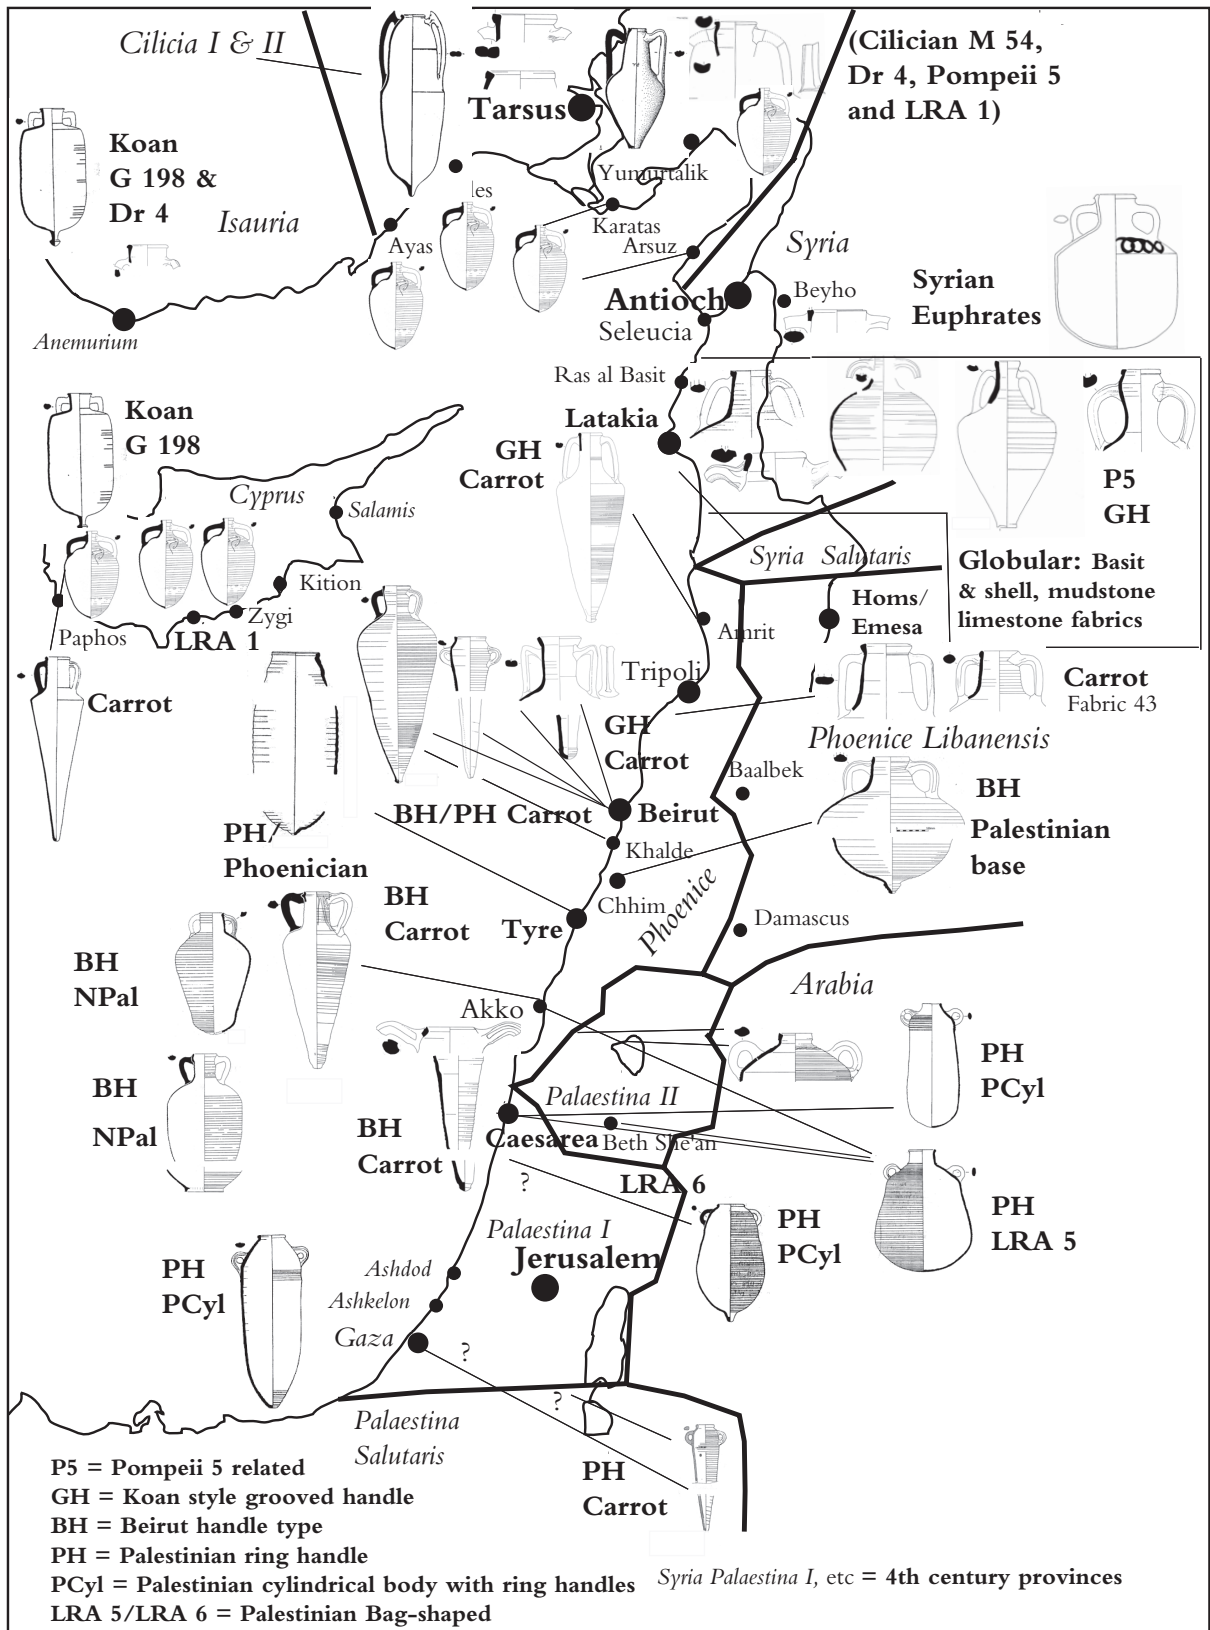 Cilicia I & II
(Cilician M 54,
Dr 4, Pompeii 5
and LRA 1)
Tarsus
Koan
G 198 &
Dr 4
Isauria
Yumurtalik
les
Karatas
Ayas
Arsuz
Syria
Antioch
Beyho
Syrian
Euphrates
Seleucia
Anemurium
Ras al Basit
Koan
G 198
Latakia
GH
Carrot
P5
GH
Cyprus
Salamis
Syria Salutaris
Globular: Basit
& shell, mudstone
limestone fabrics
Kition
Homs/
Emesa
Zygi
Paphos
LRA 1
Amrit
Tripoli
Carrot
Fabric 43
Carrot
GH
Carrot
Phoenice Libanensis
Baalbek
BH
Palestinian
base
BH/PH Carrot
Beirut
PH/
Phoenician
Khalde
BH
Carrot
Chhim
Phoenice
Tyre
Damascus
BH
NPal
Arabia
Akko
PH
PCyl
BH
NPal
Palaestina II
BH
Carrot
Caesarea
Beth She'an
?
LRA 6
PH
LRA 5
PH
PCyl
Palaestina I
Jerusalem
PH
PCyl
Ashdod
Ashkelon
Gaza
?
?
Palaestina
Salutaris
PH
Carrot
P5 = Pompeii 5 related
GH = Koan style grooved handle
BH = Beirut handle type
PH = Palestinian ring handle
PCyl = Palestinian cylindrical body with ring handles
LRA 5/LRA 6 = Palestinian Bag-shaped
Syria Palaestina I, etc = 4th century provinces